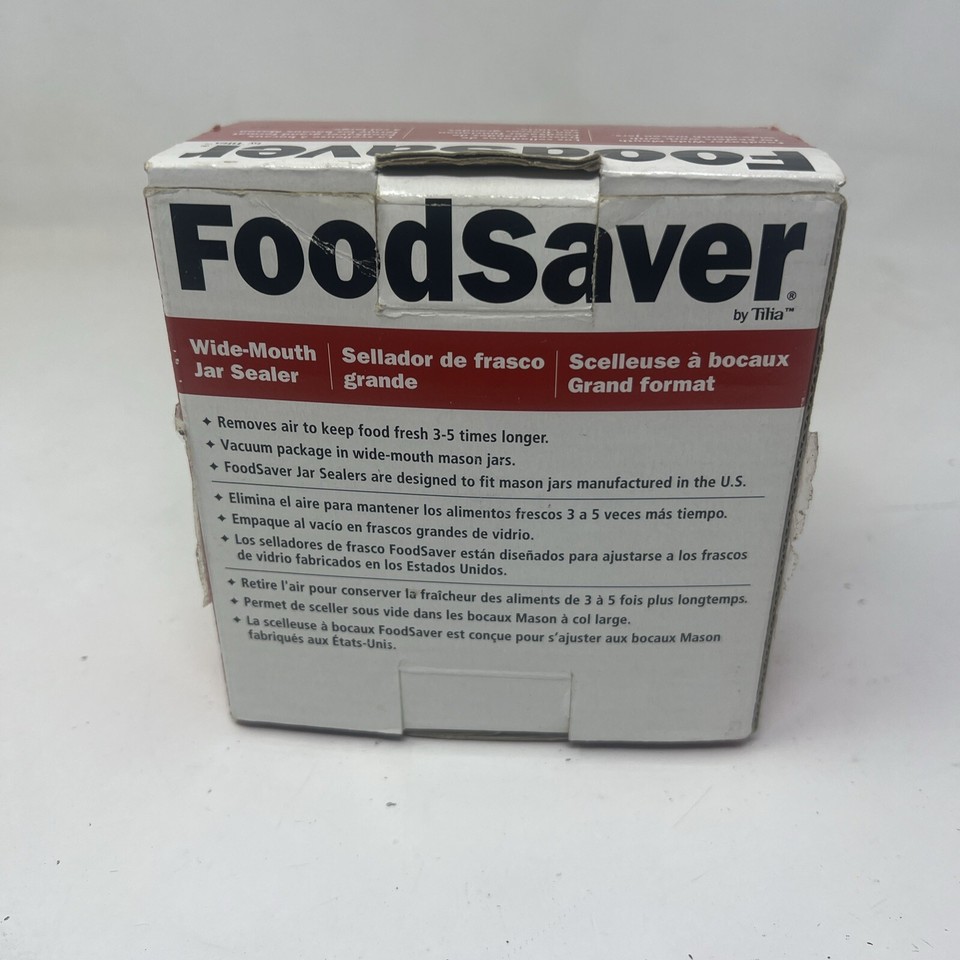 FoodSaver
FoodSaver®
by Tilia™
Wide-Mouth
Jar Sealer
Sellador de frasco
grande
Scelleuse à bocaux
Grand format
✦ Removes air to keep food fresh 3-5 times longer.
✦ Vacuum package in wide-mouth mason jars.
✦ FoodSaver Jar Sealers are designed to fit mason jars manufactured in the U.S.
✦ Elimina el aire para mantener los alimentos frescos 3 a 5 veces más tiempo.
✦ Empaque al vacío en frascos grandes de vidrio.
✦ Los selladores de frasco FoodSaver están diseñados para ajustarse a los frascos
de vidrio fabricados en los Estados Unidos.
✦ Retire l'air pour conserver la fraîcheur des aliments de 3 à 5 fois plus longtemps.
✦ Permet de sceller sous vide dans les bocaux Mason à col large.
✦ La scelleuse à bocaux FoodSaver est conçue pour s'ajuster aux bocaux Mason
fabriqués aux États-Unis.